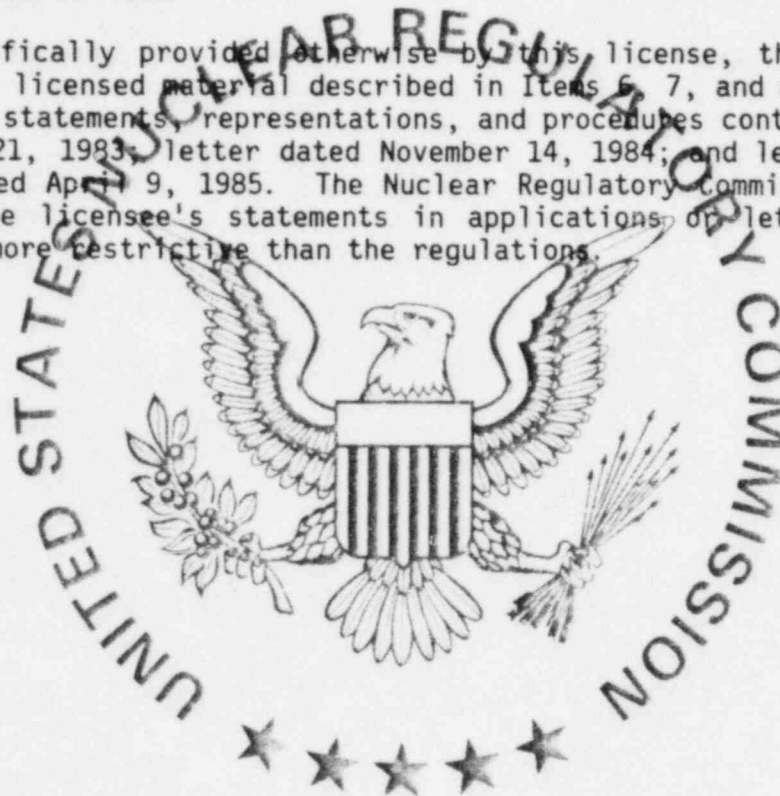 fically provided otherwise by this license, th
licensed material described in Items 6, 7, and
statements, representations, and procedures cont
21, 1983; letter dated November 14, 1984; and le
ed April 9, 1985. The Nuclear Regulatory Commi
e licensee's statements in applications or let
more restrictive than the regulations.
UNITED STATES NUCLEAR REGULATORY COMMISSION